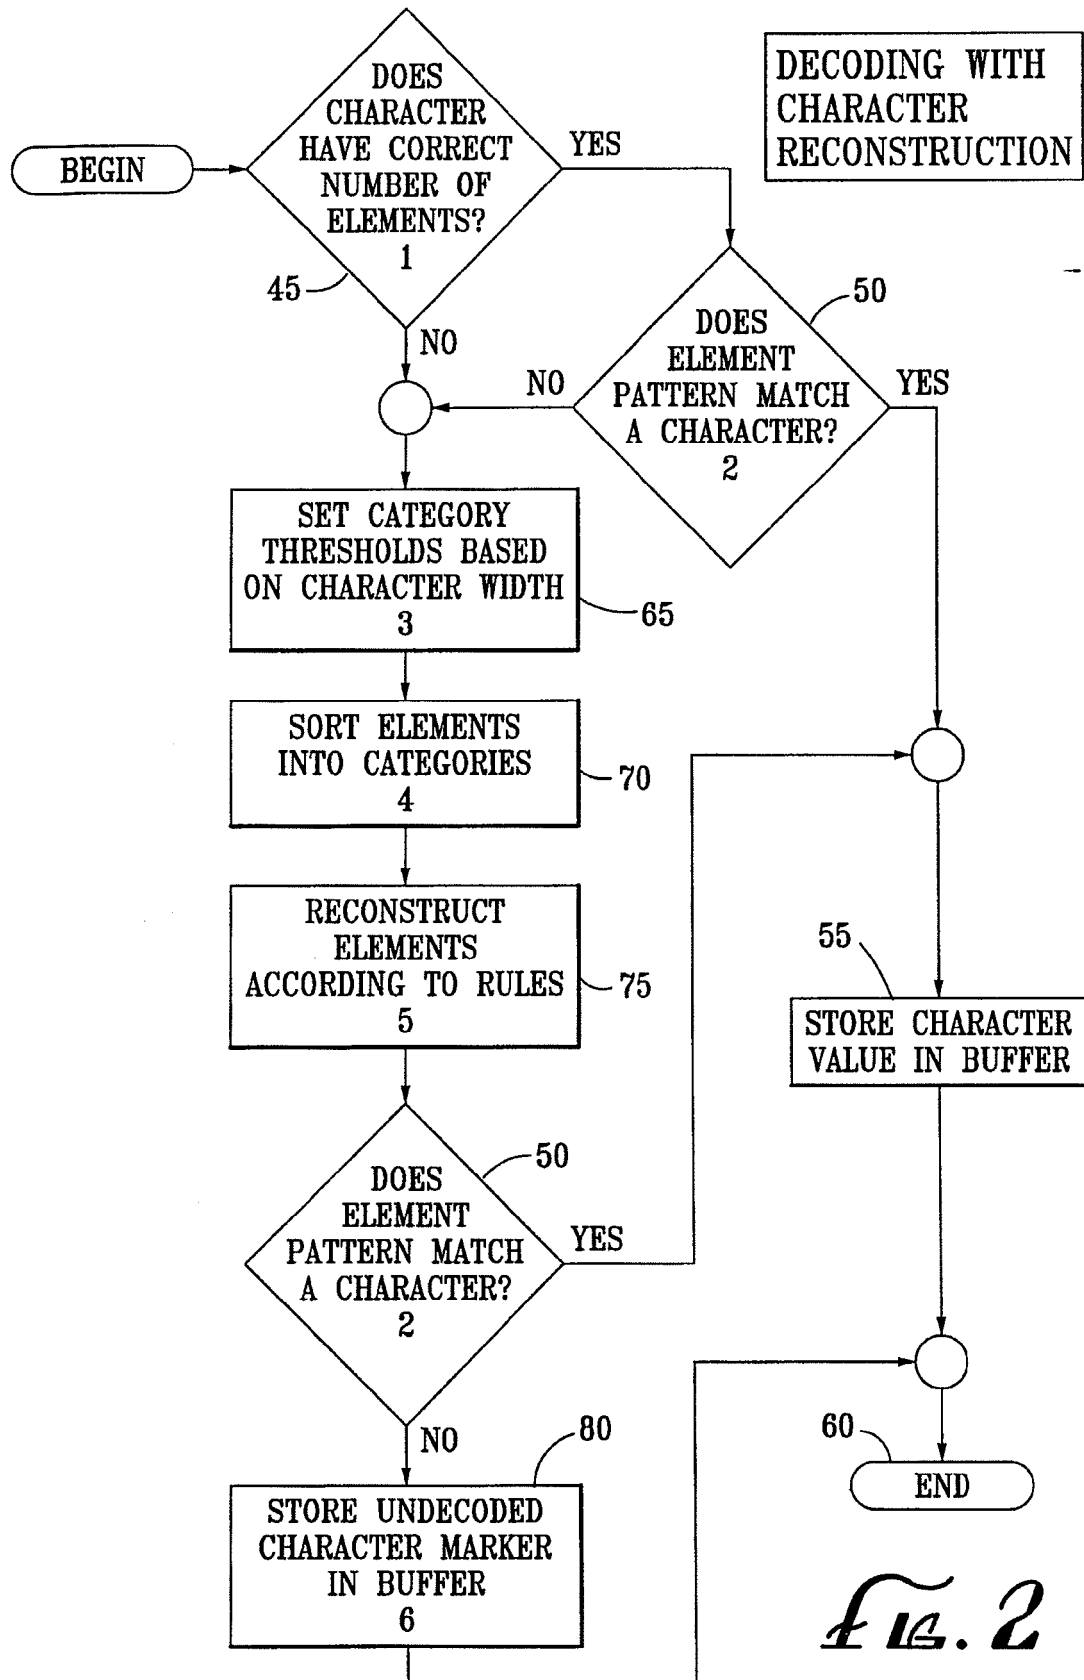 DECODING WITH
CHARACTER
RECONSTRUCTION
BEGIN
DOES
CHARACTER
HAVE CORRECT
NUMBER OF
ELEMENTS?
1
45
YES
NO
DOES
ELEMENT
PATTERN MATCH
A CHARACTER?
2
50
NO
YES
SET CATEGORY
THRESHOLDS BASED
ON CHARACTER WIDTH
3
65
SORT ELEMENTS
INTO CATEGORIES
4
70
RECONSTRUCT
ELEMENTS
ACCORDING TO RULES
5
75
55
STORE CHARACTER
VALUE IN BUFFER
DOES
ELEMENT
PATTERN MATCH
A CHARACTER?
2
50
YES
NO
80
STORE UNDECODED
CHARACTER MARKER
IN BUFFER
6
60
END
FIG. 2